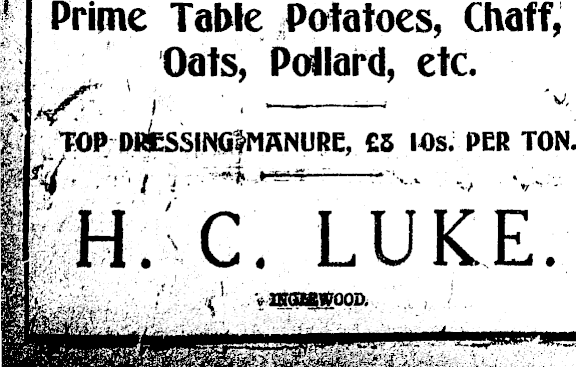 Prime Table Potatoes, Chaff,
Oats, Pollard, etc.
TOP DRESSING MANURE, £3 10s. PER TON.
H. C. LUKE.
INGLEWOOD.